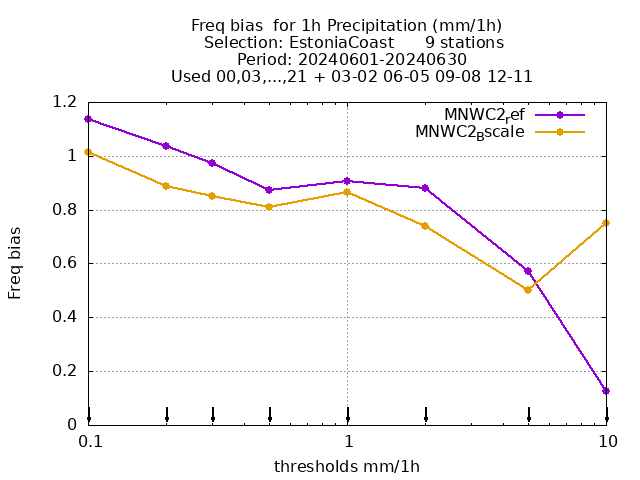 Freq bias  for 1h Precipitation (mm/1h)
Selection: EstoniaCoast      9 stations
Period: 20240601-20240630
Used 00,03,...,21 + 03-02 06-05 09-08 12-11
MNWC2ref
MNWC2Bscale
1.2
1
0.8
0.6
0.4
0.2
0
Freq bias
0.1
1
10
thresholds mm/1h